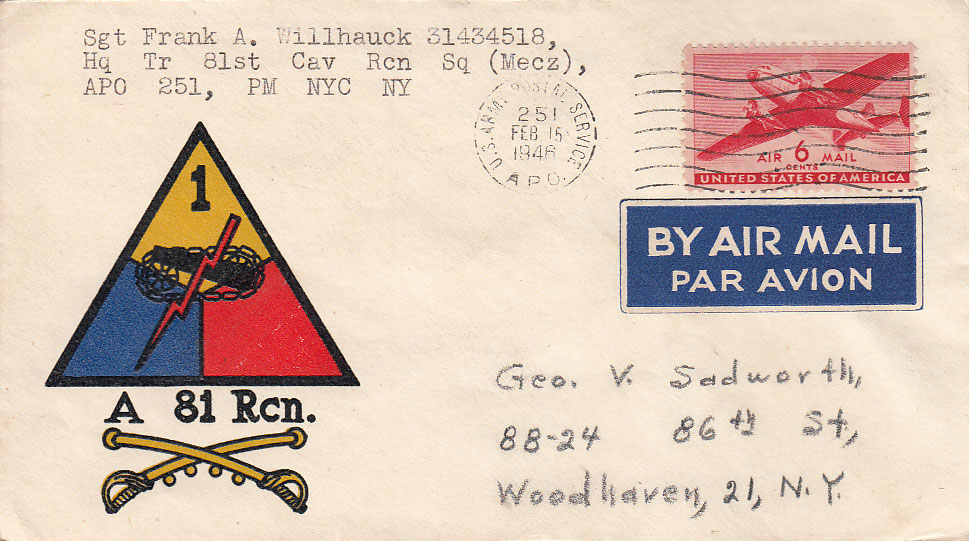 Sgt Frank A. Willhauck 31434518,
Hq Tr 81st Cav Rcn Sq (Mecz),
APO 251, PM NYC NY
U.S. ARMY POSTAL SERVICE
251
FEB 15
1946
A.P.O.
AIR 6 MAIL
CENTS
UNITED STATES OF AMERICA
BY AIR MAIL
PAR AVION
1
A 81 Rcn.
Geo. V. Sadworth,
88-24 86th St,
Woodhaven, 21, N.Y.